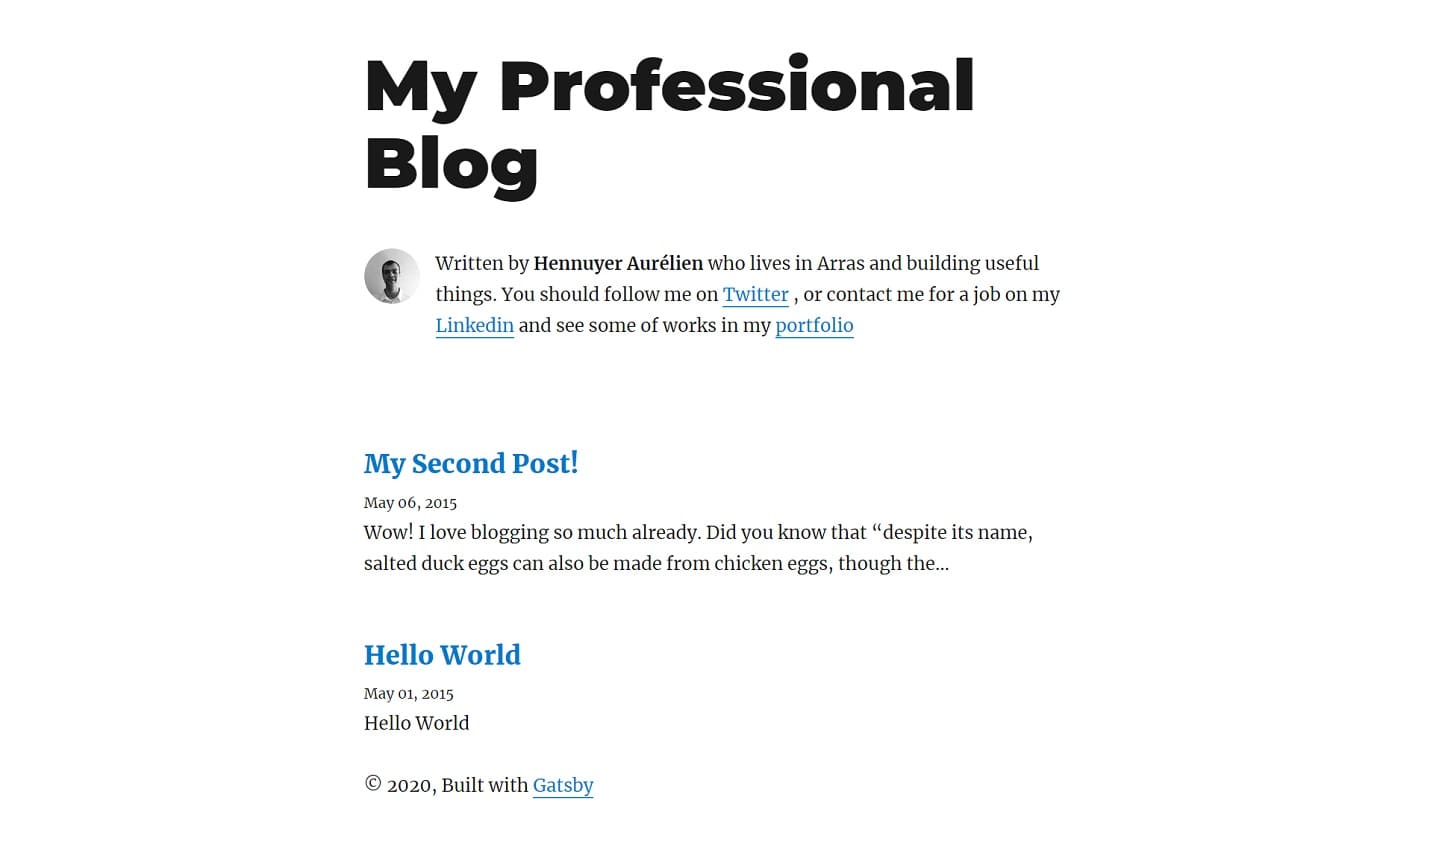 My Professional
Blog
Written by Hennuyer Aurélien who lives in Arras and building useful
things. You should follow me on Twitter , or contact me for a job on my
Linkedin and see some of works in my portfolio
My Second Post!
May 06, 2015
Wow! I love blogging so much already. Did you know that “despite its name,
salted duck eggs can also be made from chicken eggs, though the…
Hello World
May 01, 2015
Hello World
© 2020, Built with Gatsby